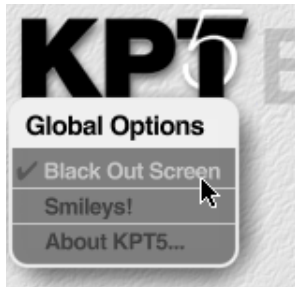 KPT5
Global Options
✔ Black Out Screen
Smileys!
About KPT5...